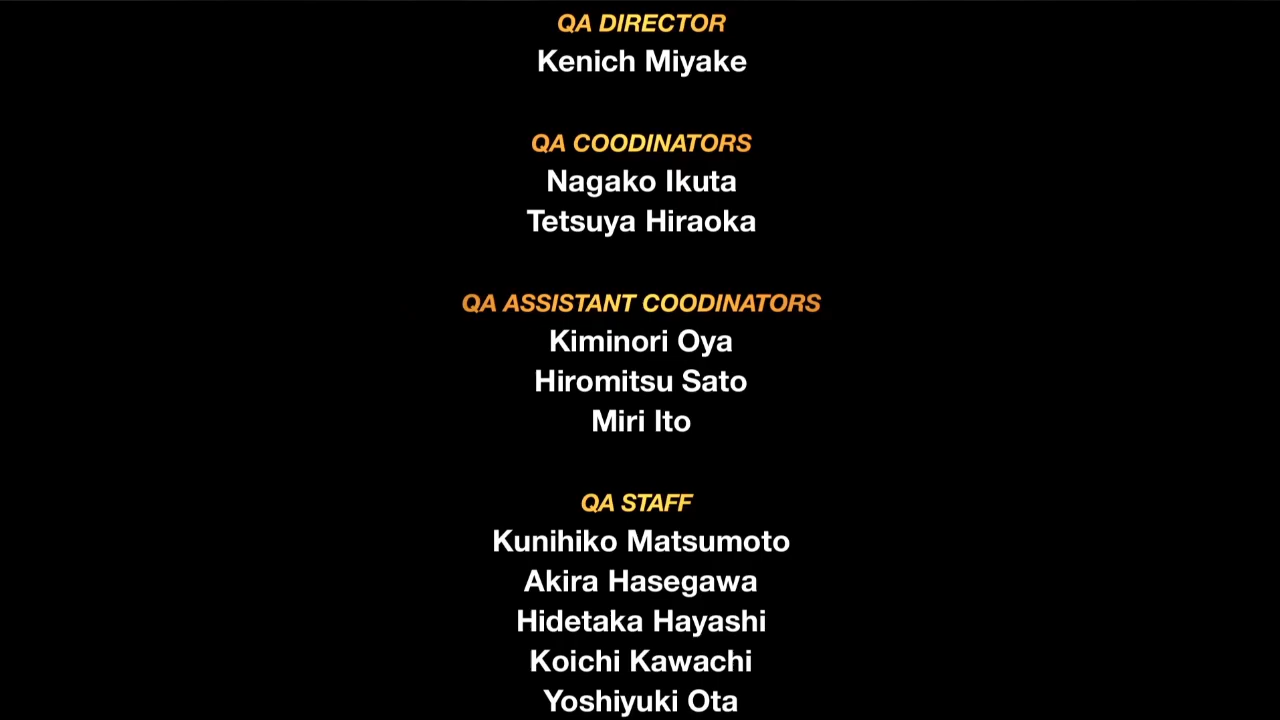 QA DIRECTOR
Kenich Miyake
QA COODINATORS
Nagako Ikuta
Tetsuya Hiraoka
QA ASSISTANT COODINATORS
Kiminori Oya
Hiromitsu Sato
Miri Ito
QA STAFF
Kunihiko Matsumoto
Akira Hasegawa
Hidetaka Hayashi
Koichi Kawachi
Yoshiyuki Ota